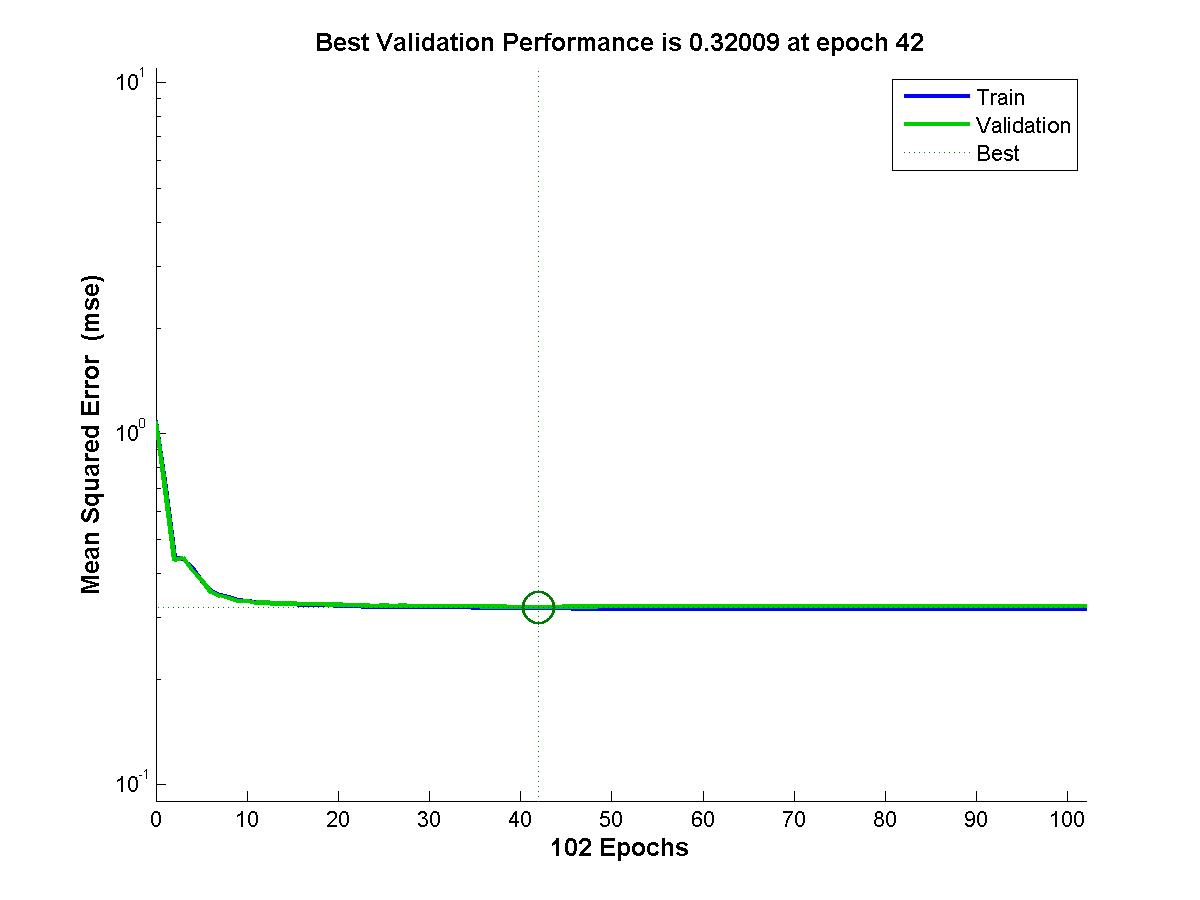 Best Validation Performance is 0.32009 at epoch 42
10^1
10^0
10^-1
Mean Squared Error (mse)
Train
Validation
Best
0 10 20 30 40 50 60 70 80 90 100
102 Epochs